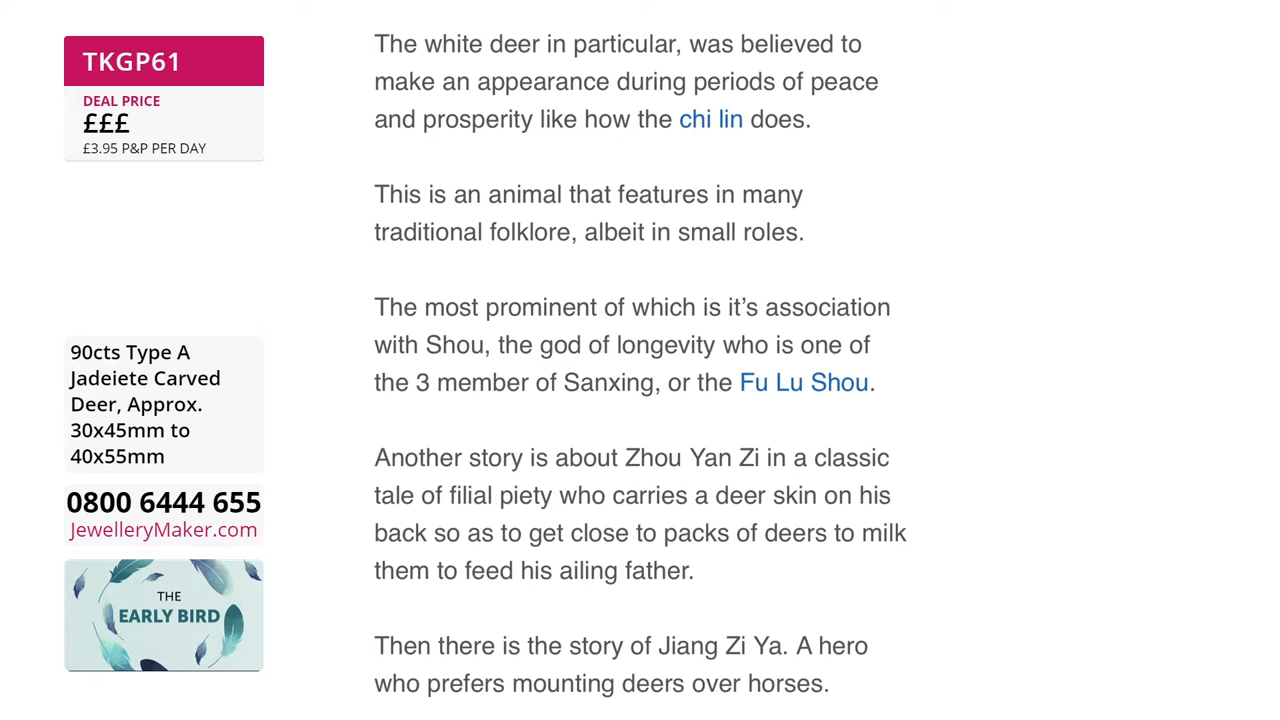 TKGP61
DEAL PRICE
£££
£3.95 P&P PER DAY
90cts Type A
Jadeiete Carved
Deer, Approx.
30x45mm to
40x55mm
0800 6444 655
JewelleryMaker.com
THE
EARLY BIRD
The white deer in particular, was believed to
make an appearance during periods of peace
and prosperity like how the chi lin does.
This is an animal that features in many
traditional folklore, albeit in small roles.
The most prominent of which is it’s association
with Shou, the god of longevity who is one of
the 3 member of Sanxing, or the Fu Lu Shou.
Another story is about Zhou Yan Zi in a classic
tale of filial piety who carries a deer skin on his
back so as to get close to packs of deers to milk
them to feed his ailing father.
Then there is the story of Jiang Zi Ya. A hero
who prefers mounting deers over horses.